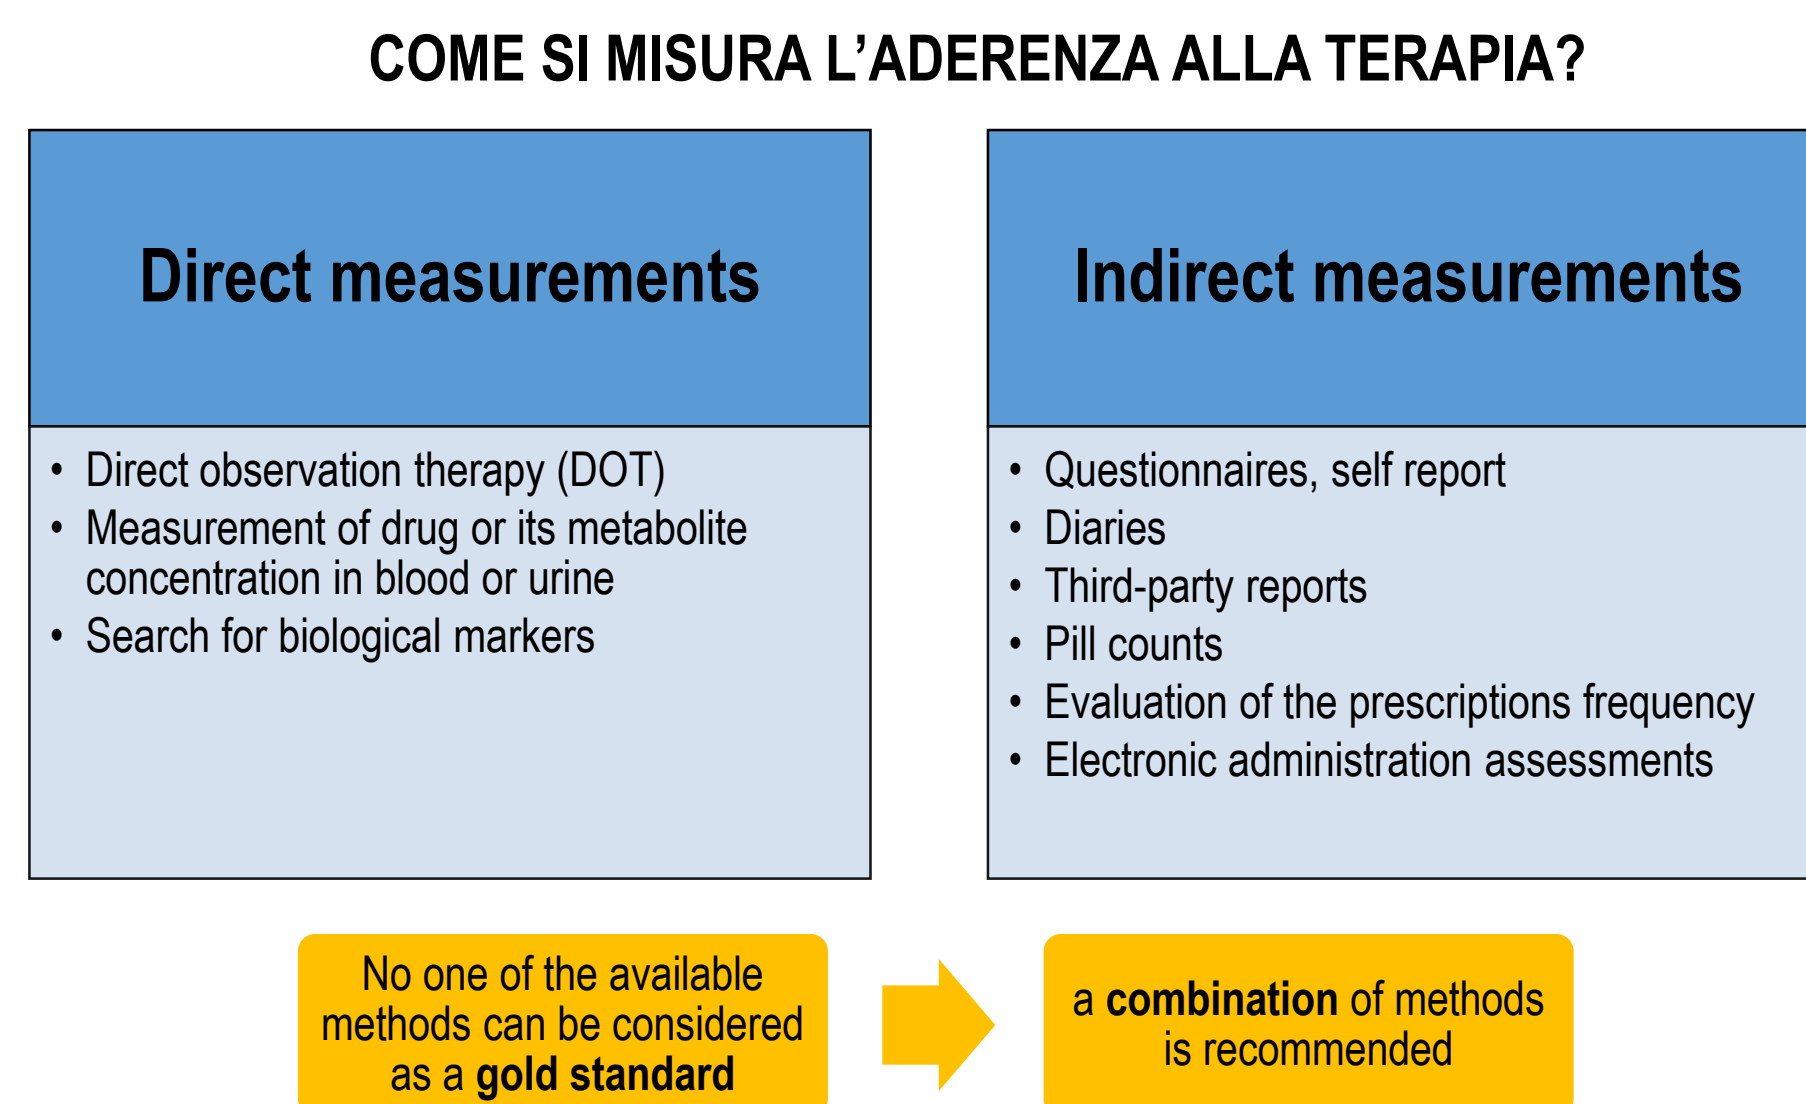 COME SI MISURA L’ADERENZA ALLA TERAPIA?
Direct measurements
• Direct observation therapy (DOT)
• Measurement of drug or its metabolite
concentration in blood or urine
• Search for biological markers
Indirect measurements
• Questionnaires, self report
• Diaries
• Third-party reports
• Pill counts
• Evaluation of the prescriptions frequency
• Electronic administration assessments
No one of the available
methods can be considered
as a gold standard
a combination of methods
is recommended